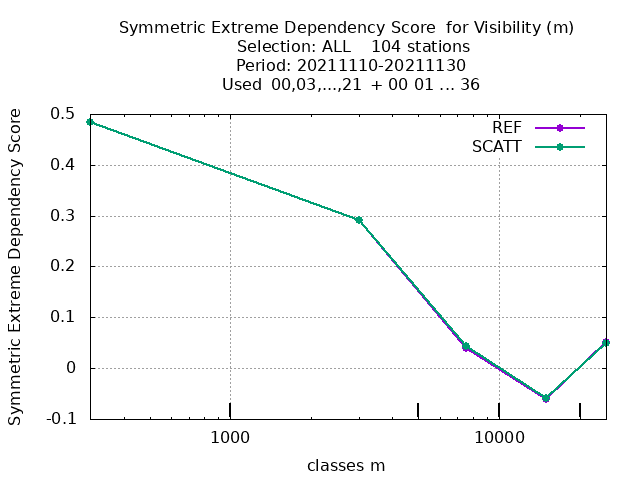 Symmetric Extreme Dependency Score  for Visibility (m)
Selection: ALL    104 stations
Period: 20211110-20211130
Used  00,03,...,21  + 00 01 ... 36
Symmetric Extreme Dependency Score
0.5
0.4
0.3
0.2
0.1
0
-0.1
REF
SCATT
1000
10000
classes m